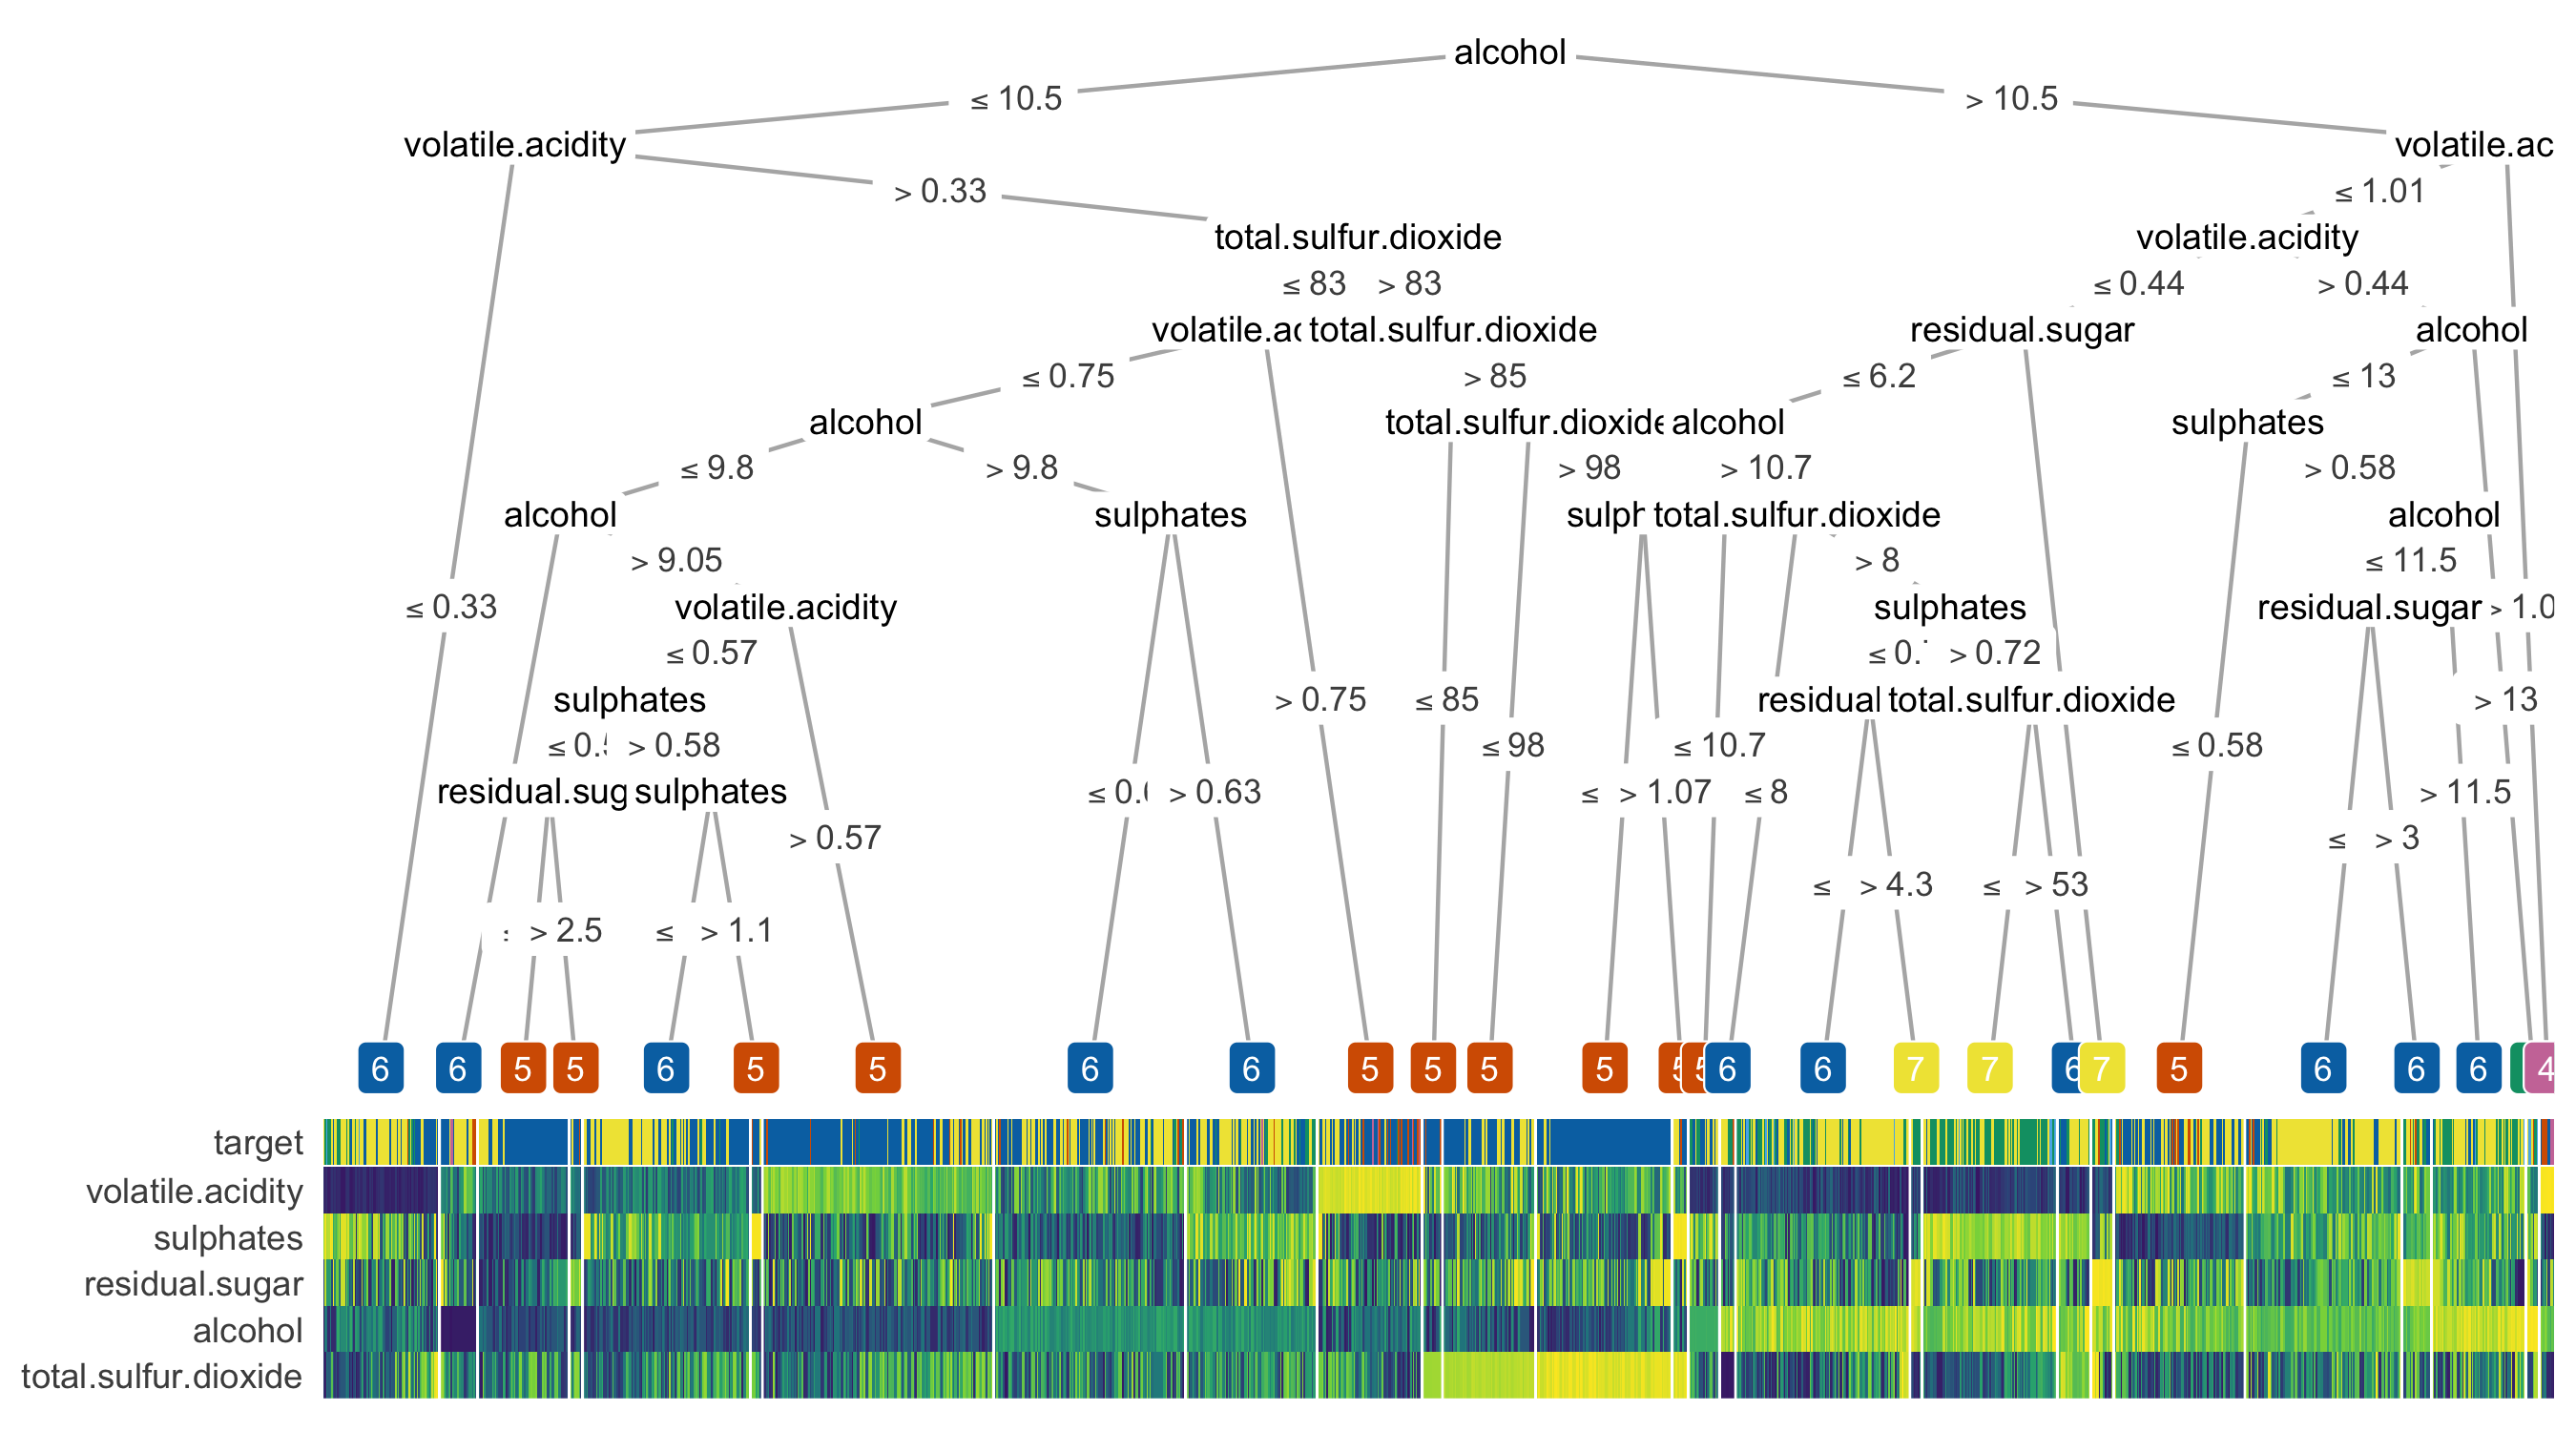 alcohol
≤ 10.5 > 10.5
volatile.acidity volatile.ac
> 0.33 ≤ 1.01
total.sulfur.dioxide volatile.acidity
≤ 83 > 83 ≤ 0.44 > 0.44
volatile.ac total.sulfur.dioxide residual.sugar alcohol
≤ 0.75 > 85 ≤ 6.2 ≤ 13
alcohol total.sulfur.dioxide alcohol sulphates
≤ 9.8 > 9.8 > 98 > 10.7 > 0.58
alcohol sulphates sulph total.sulfur.dioxide alcohol
> 9.05 > 8 ≤ 11.5
≤ 0.33 volatile.acidity sulphates residual.sugar > 1.0
≤ 0.57 ≤ 0. > 0.72
sulphates > 0.75 ≤ 85 residual total.sulfur.dioxide > 13
≤ 0.5 > 0.58 ≤ 98 ≤ 10.7 ≤ 0.58
residual.sug sulphates ≤ 0. > 0.63 ≤ > 1.07 ≤ 8 > 11.5
> 0.57 ≤ > 3
≤ > 4.3 ≤ > 53
> 2.5 ≤ > 1.1
6 6 5 5 6 5 5 6 6 5 5 5 5 5 5 6 6 7 7 6 7 5 6 6 6 4
target
volatile.acidity
sulphates
residual.sugar
alcohol
total.sulfur.dioxide